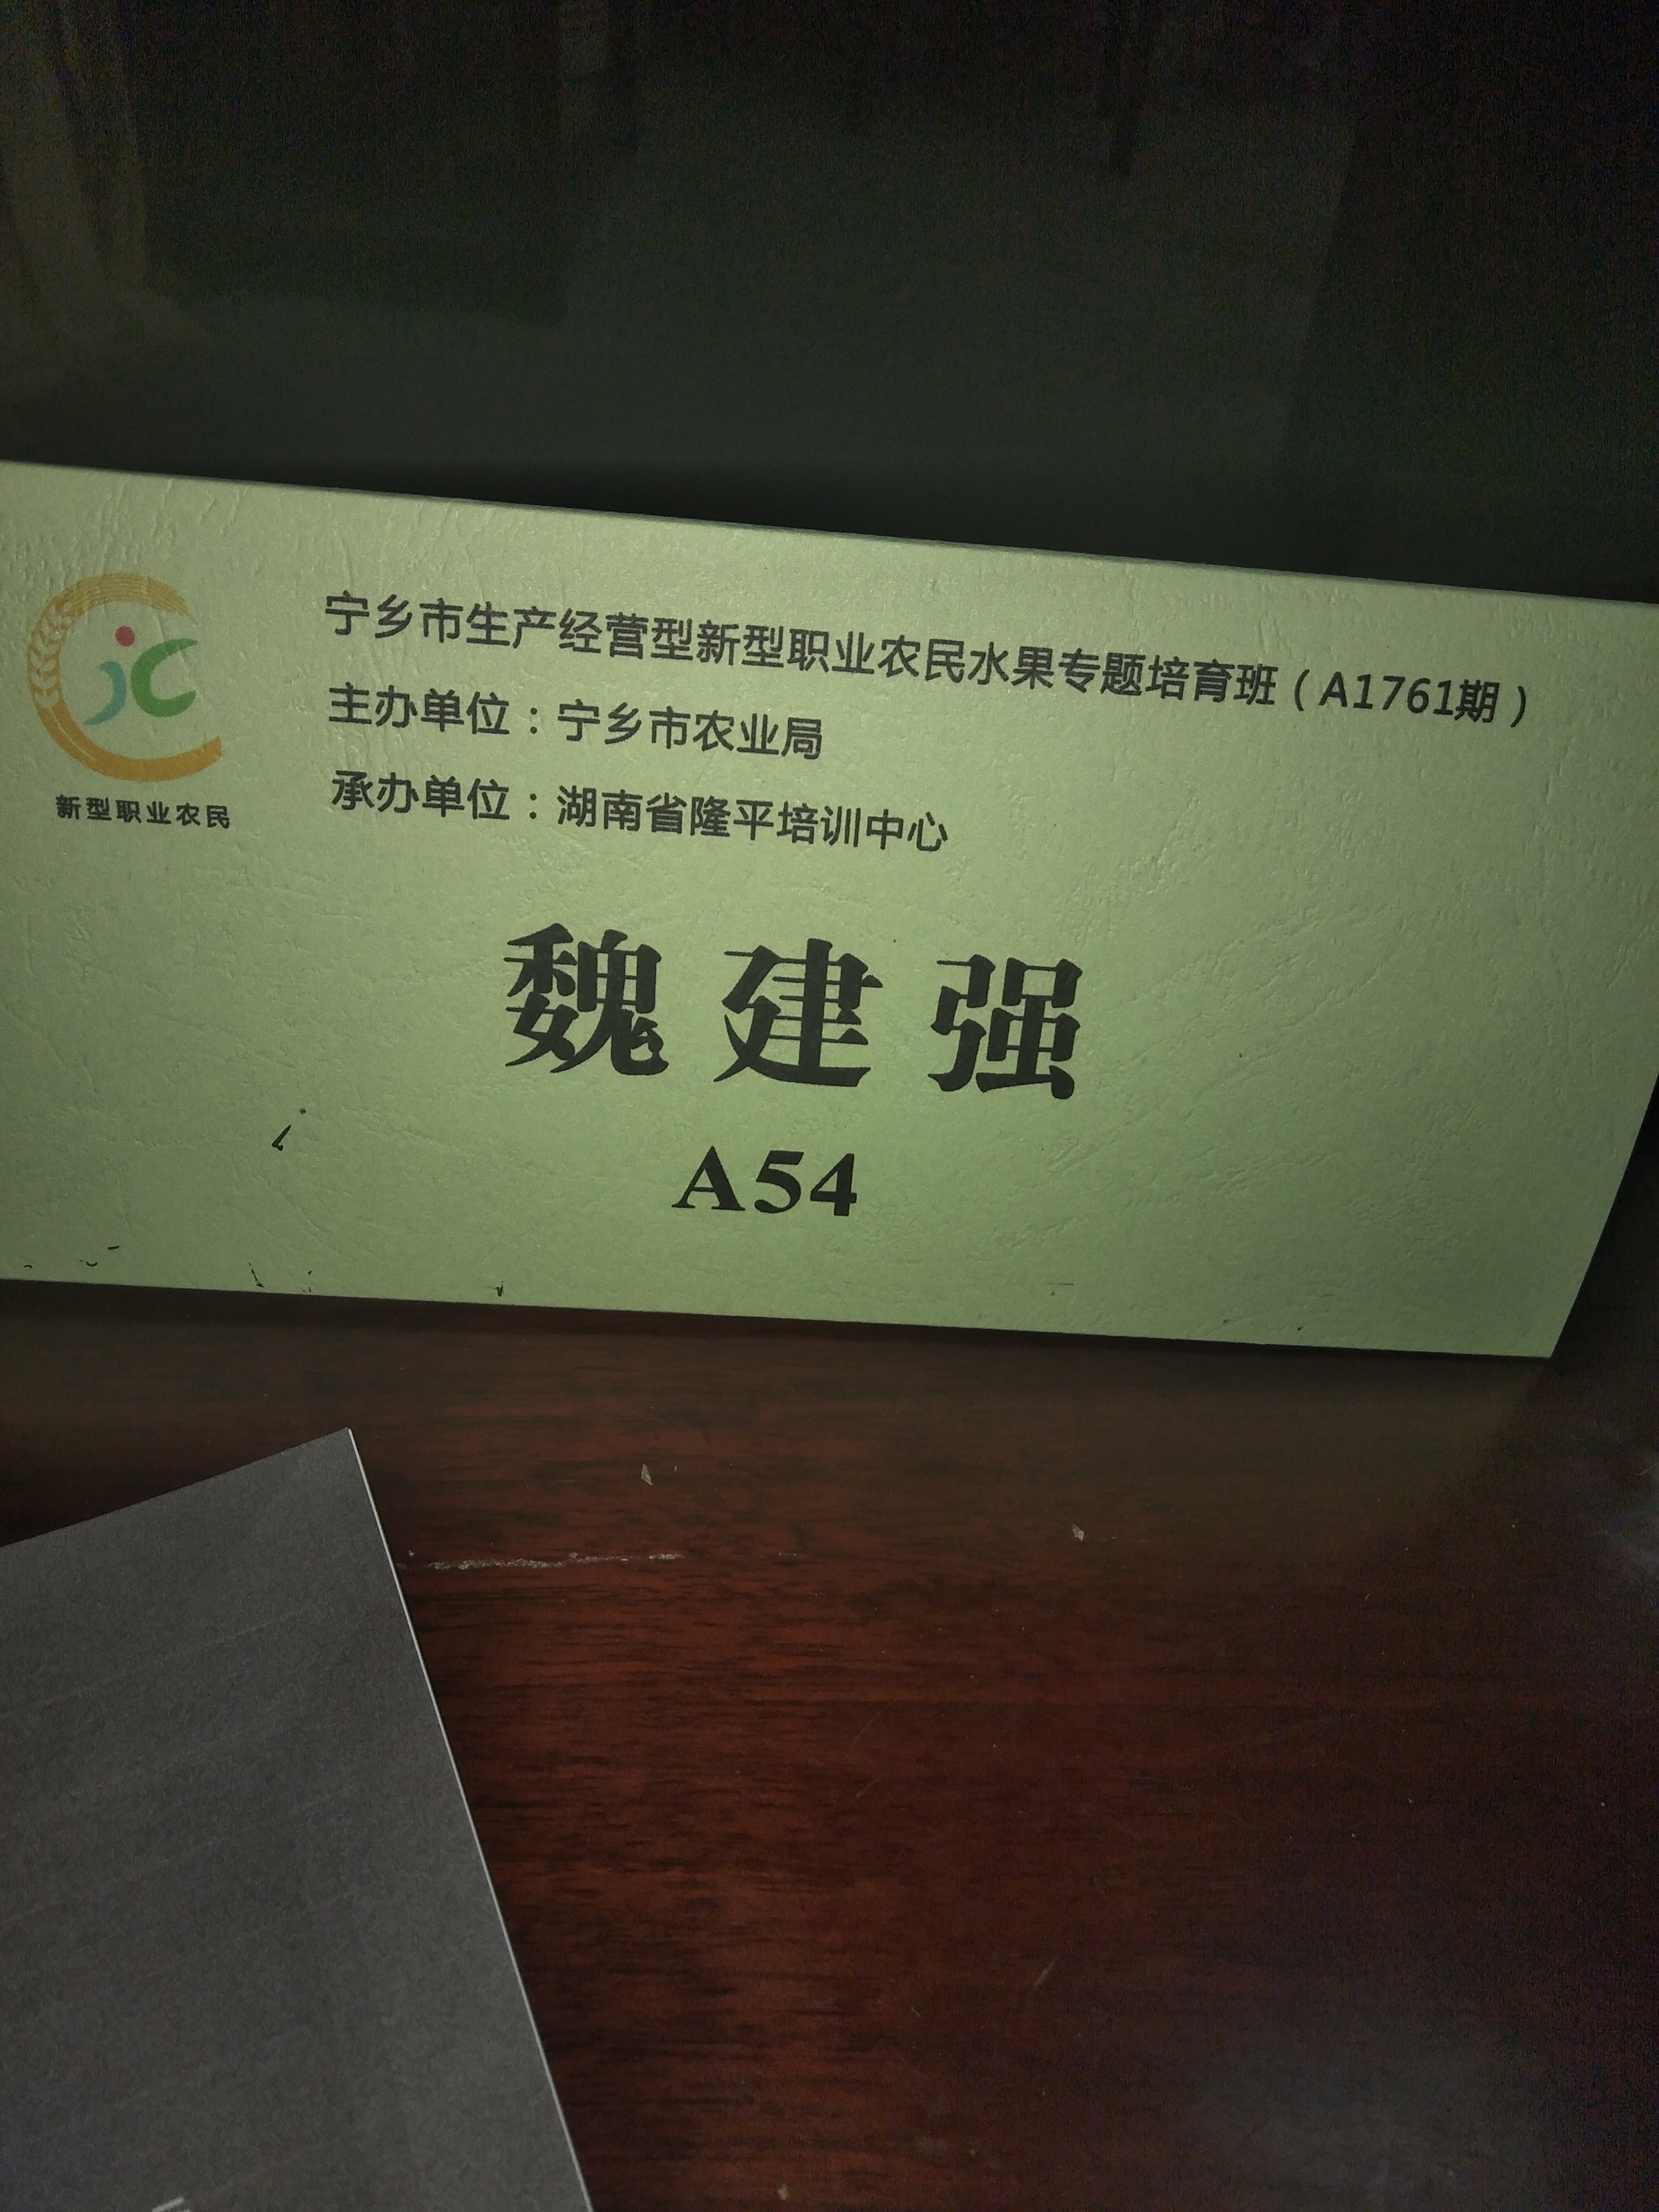 宁乡市生产经营型新型职业农民水果专题培育班（A1761期）
主办单位：宁乡市农业局
承办单位：湖南省隆平培训中心
新型职业农民
魏建强
A54